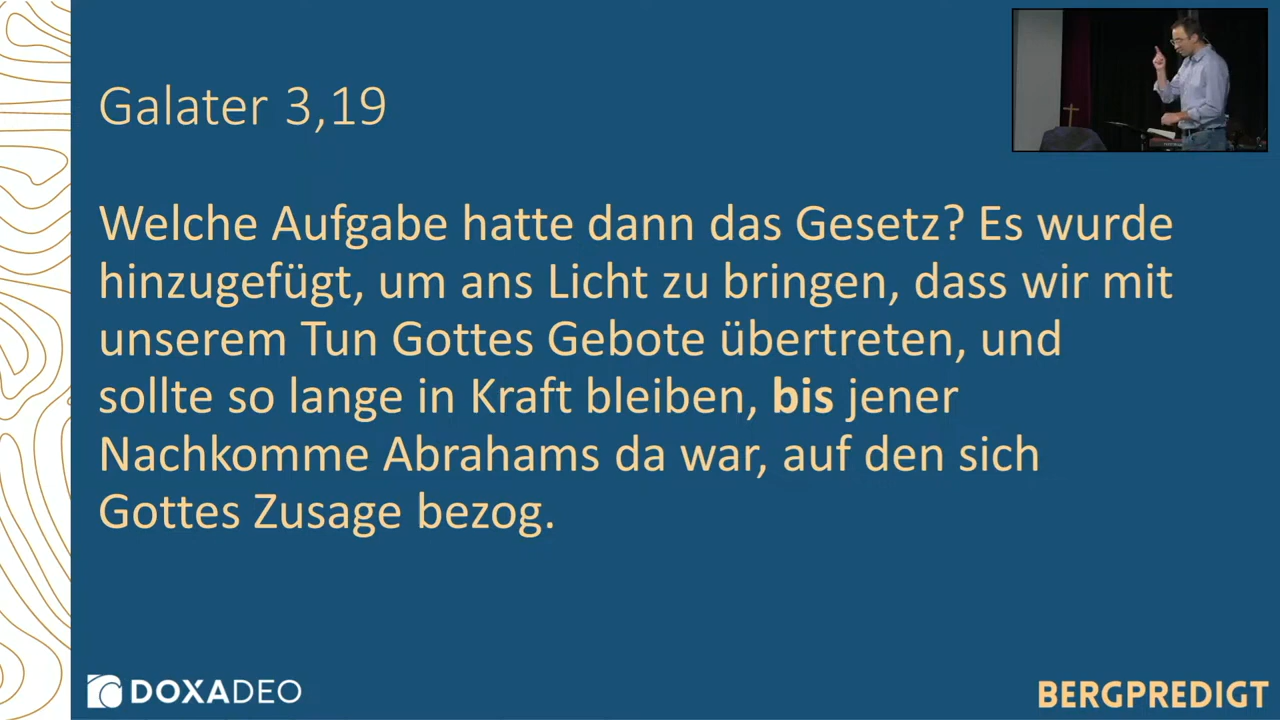 Galater 3,19
Welche Aufgabe hatte dann das Gesetz? Es wurde
hinzugefügt, um ans Licht zu bringen, dass wir mit
unserem Tun Gottes Gebote übertreten, und
sollte so lange in Kraft bleiben, bis jener
Nachkomme Abrahams da war, auf den sich
Gottes Zusage bezog.
DOXADEO
BERGPREDIGT